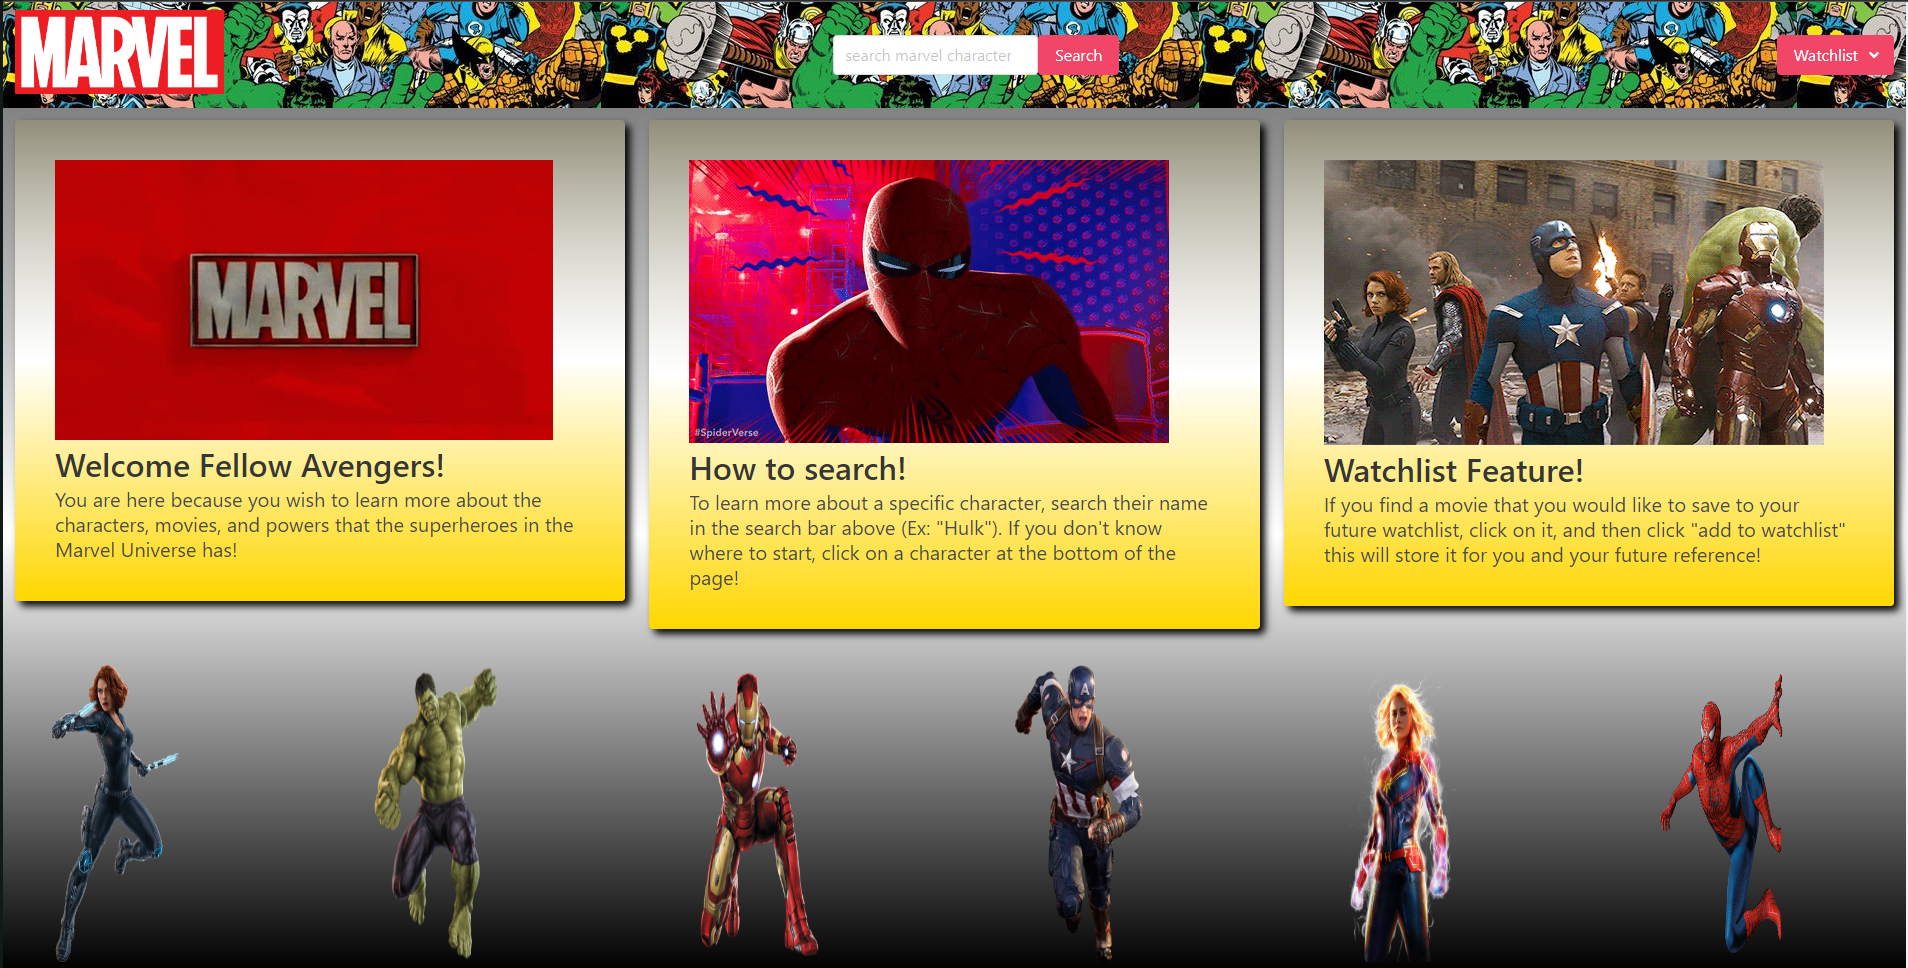 MARVEL
search marvel character
Search
Watchlist
MARVEL
Welcome Fellow Avengers!
You are here because you wish to learn more about the
characters, movies, and powers that the superheroes in the
Marvel Universe has!
#SpiderVerse
How to search!
To learn more about a specific character, search their name
in the search bar above (Ex: "Hulk"). If you don't know
where to start, click on a character at the bottom of the
page!
A
Watchlist Feature!
If you find a movie that you would like to save to your
future watchlist, click on it, and then click "add to watchlist"
this will store it for you and your future reference!
A